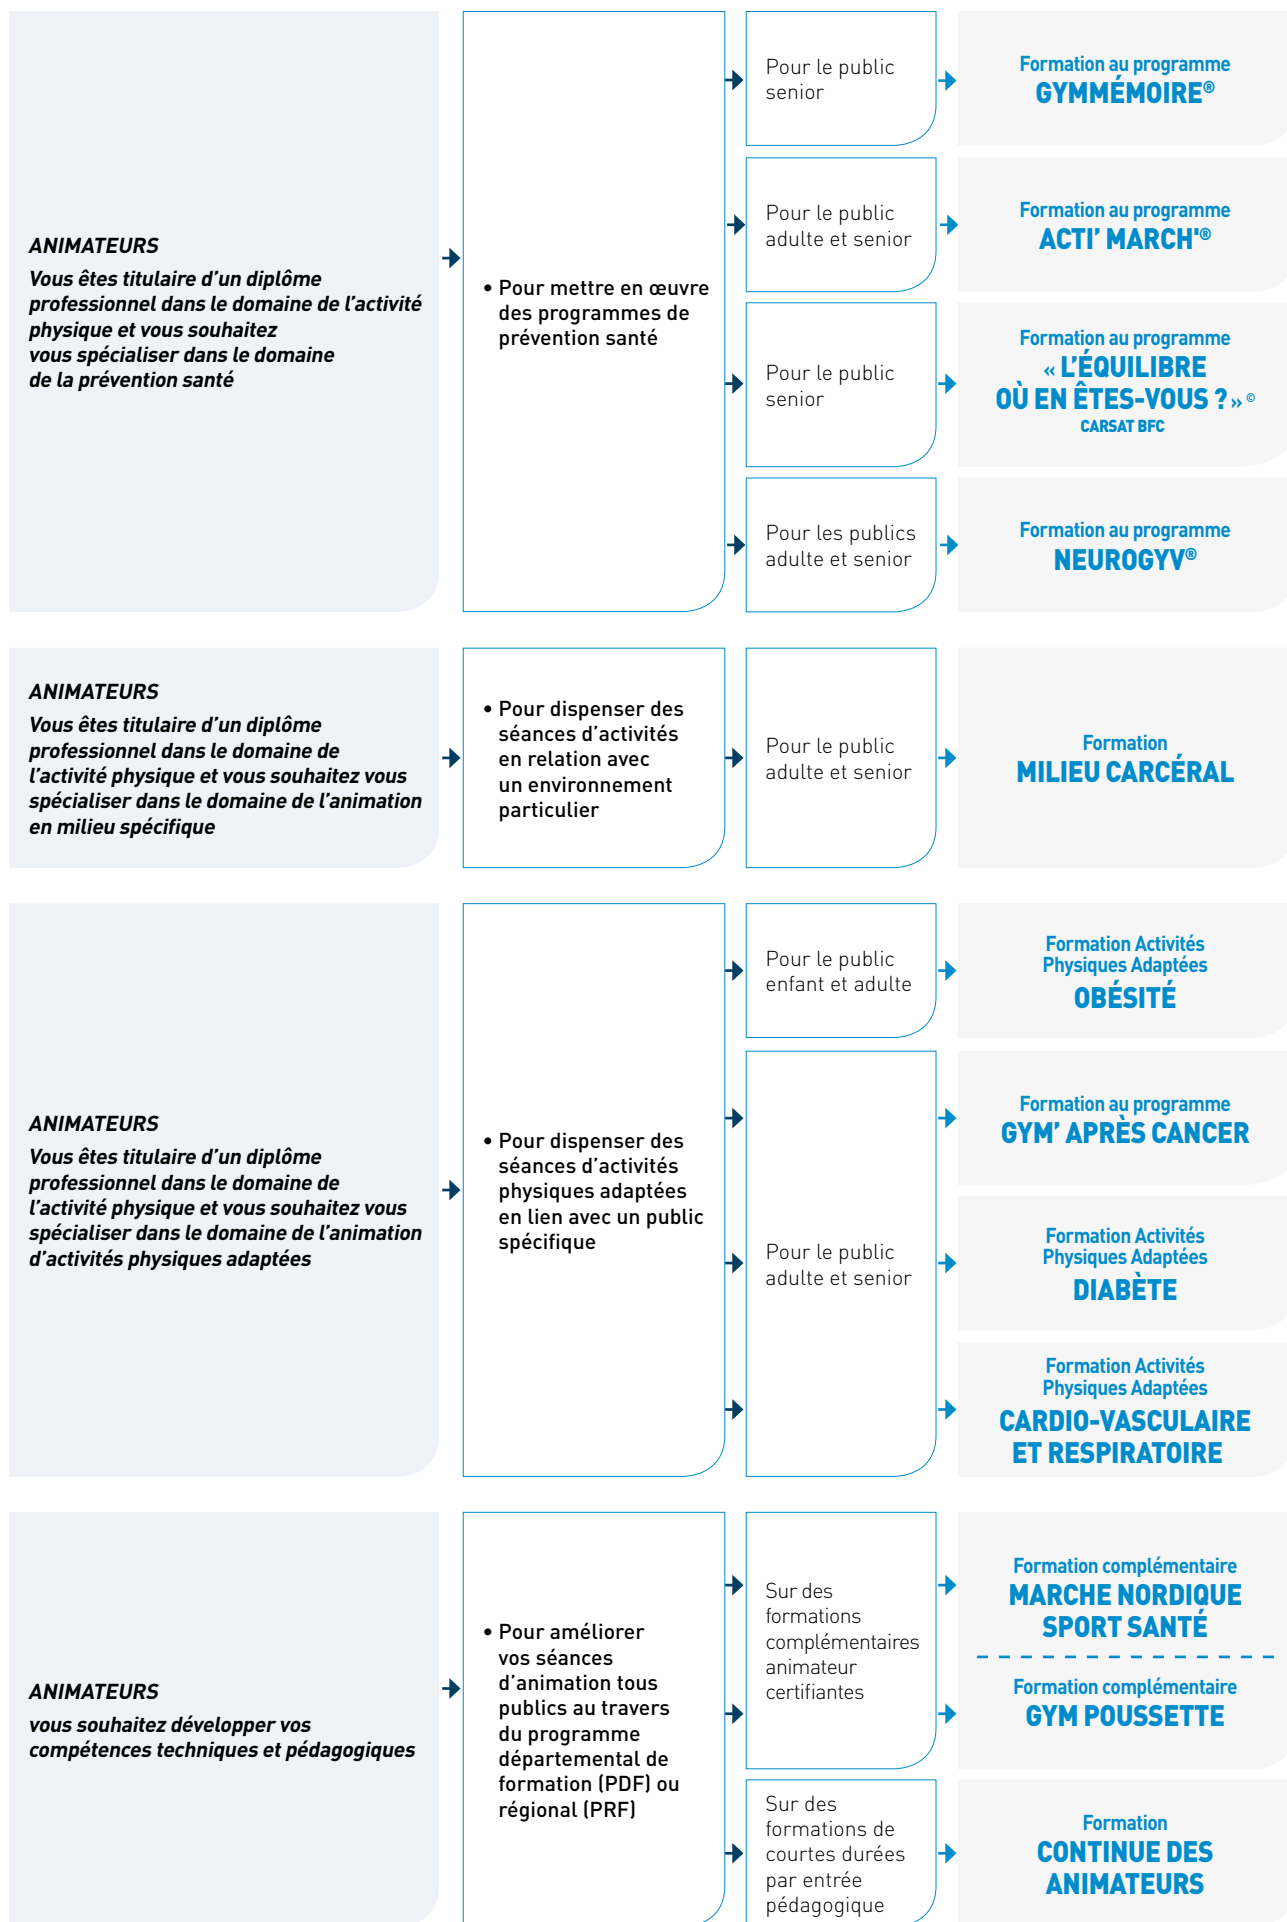 ANIMATEURS
Vous êtes titulaire d’un diplôme
professionnel dans le domaine de l’activité
physique et vous souhaitez
vous spécialiser dans le domaine
de la prévention santé
• Pour mettre en œuvre
des programmes de
prévention santé
Pour le public
senior
Formation au programme
GYMMÉMOIRE®
Pour le public
adulte et senior
Formation au programme
ACTI’ MARCH'®
Pour le public
senior
Formation au programme
« L’ÉQUILIBRE
OÙ EN ÊTES-VOUS ? » ©
CARSAT BFC
Pour les publics
adulte et senior
Formation au programme
NEUROGYV®
ANIMATEURS
Vous êtes titulaire d’un diplôme
professionnel dans le domaine de
l’activité physique et vous souhaitez vous
spécialiser dans le domaine de l’animation
en milieu spécifique
• Pour dispenser des
séances d’activités
en relation avec
un environnement
particulier
Pour le public
adulte et senior
Formation
MILIEU CARCÉRAL
ANIMATEURS
Vous êtes titulaire d’un diplôme
professionnel dans le domaine de
l’activité physique et vous souhaitez vous
spécialiser dans le domaine de l’animation
d’activités physiques adaptées
• Pour dispenser des
séances d’activités
physiques adaptées
en lien avec un public
spécifique
Pour le public
enfant et adulte
Formation Activités
Physiques Adaptées
OBÉSITÉ
Pour le public
adulte et senior
Formation au programme
GYM’ APRÈS CANCER
Formation Activités
Physiques Adaptées
DIABÈTE
Formation Activités
Physiques Adaptées
CARDIO-VASCULAIRE
ET RESPIRATOIRE
ANIMATEURS
vous souhaitez développer vos
compétences techniques et pédagogiques
• Pour améliorer
vos séances
d’animation tous
publics au travers
du programme
départemental de
formation (PDF) ou
régional (PRF)
Sur des
formations
complémentaires
animateur
certifiantes
Formation complémentaire
MARCHE NORDIQUE
SPORT SANTÉ
Formation complémentaire
GYM POUSSETTE
Sur des
formations de
courtes durées
par entrée
pédagogique
Formation
CONTINUE DES
ANIMATEURS